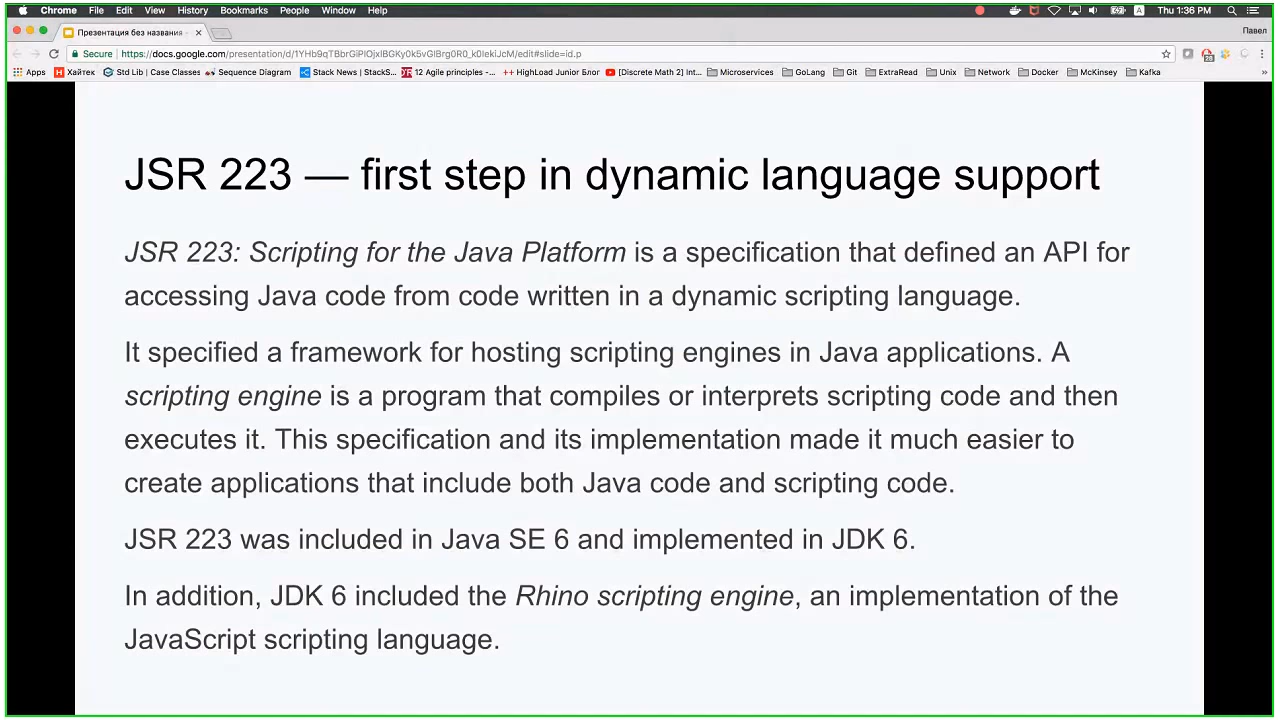 Chrome File Edit View History Bookmarks People Window Help Thu 1:36 PM
Презентация без названия -
Павел
Secure https://docs.google.com/presentation/d/1YHb9qTBbrGiPIOjxlBGKy0k5vGlBrg0R0_k0lekiJcM/edit#slide=id.p
Apps Хайтек Std Lib | Case Classes Sequence Diagram Stack News | StackS... 12 Agile principles -... HighLoad Junior Блог [Discrete Math 2] Int... Microservices GoLang Git ExtraRead Unix Network Docker McKinsey Kafka »
JSR 223 — first step in dynamic language support
JSR 223: Scripting for the Java Platform is a specification that defined an API for
accessing Java code from code written in a dynamic scripting language.
It specified a framework for hosting scripting engines in Java applications. A
scripting engine is a program that compiles or interprets scripting code and then
executes it. This specification and its implementation made it much easier to
create applications that include both Java code and scripting code.
JSR 223 was included in Java SE 6 and implemented in JDK 6.
In addition, JDK 6 included the Rhino scripting engine, an implementation of the
JavaScript scripting language.